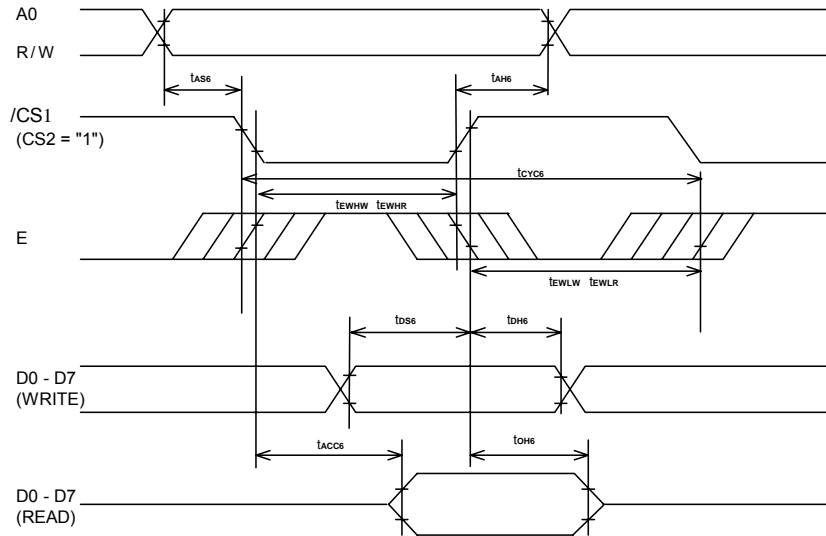 A0
R/W
tAS6 tAH6
/CS1
(CS2 = "1")
tCYC6
tEWHW tEWHR
E
tEWLW tEWLR
tDS6 tDH6
D0 - D7
(WRITE)
tACC6 tOH6
D0 - D7
(READ)